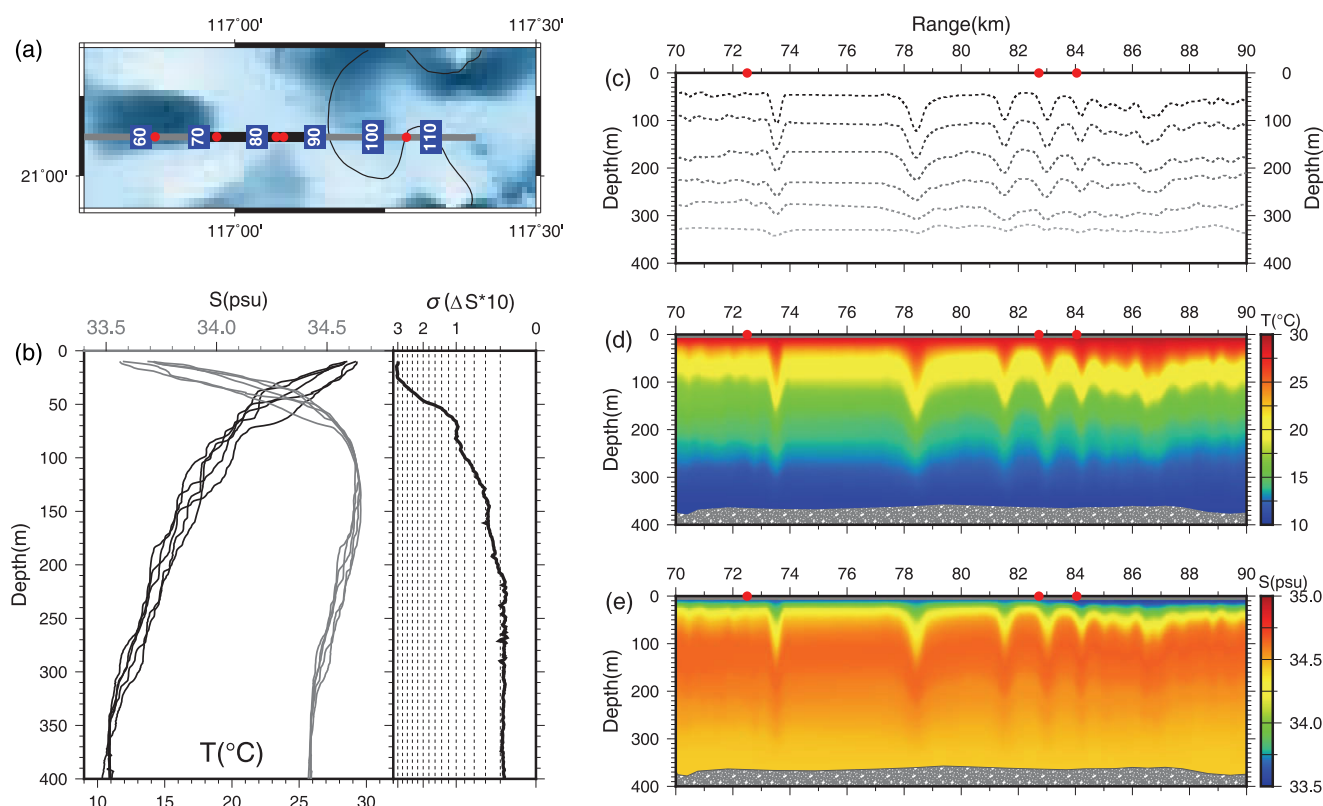 117°00' 117°30'
(a)
60 70 80 90 100 110
21°00'
117°00' 117°30'
S(psu) σ (ΔS*10)
33.5 34.0 34.5 3 2 1 0
(b)
0
50
100
150
200
250
300
350
400
Depth(m)
T(°C)
10 15 20 25 30
Range(km)
70 72 74 76 78 80 82 84 86 88 90
(c)
0 0
100 100
200 200
300 300
400 400
Depth(m) Depth(m)
70 72 74 76 78 80 82 84 86 88 90
T(°C)
(d)
0 30
100 25
200 20
300 15
400 10
Depth(m)
70 72 74 76 78 80 82 84 86 88 90
S(psu)
(e)
0 35.0
100 34.5
200 34.0
300 33.5
400
Depth(m)